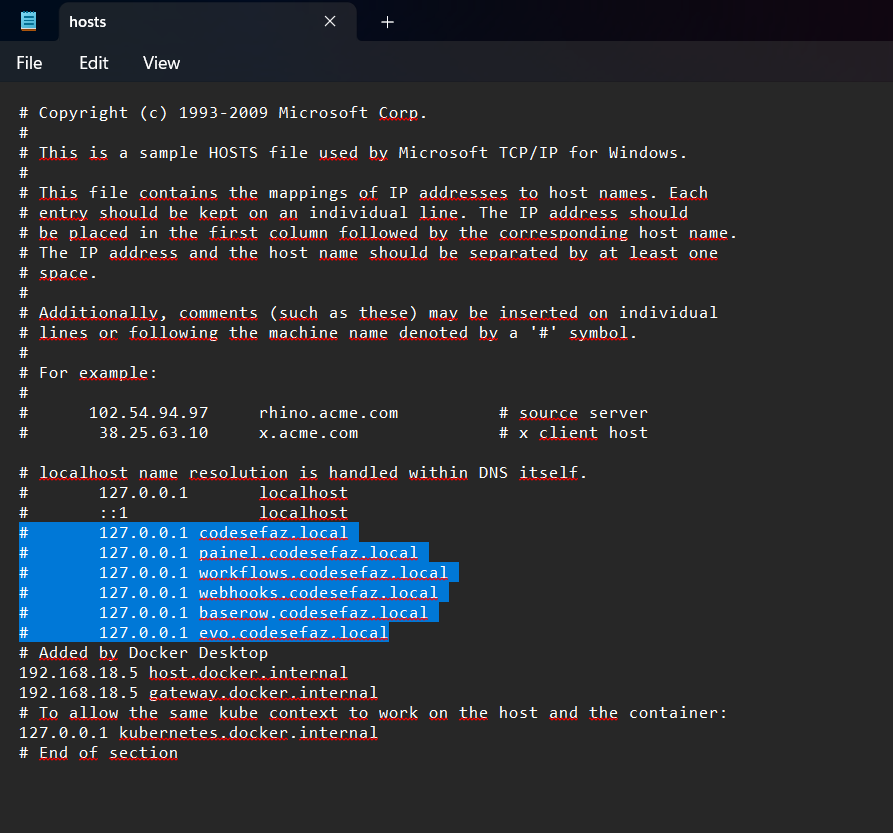 hosts
File Edit View
# Copyright (c) 1993-2009 Microsoft Corp.
#
# This is a sample HOSTS file used by Microsoft TCP/IP for Windows.
#
# This file contains the mappings of IP addresses to host names. Each
# entry should be kept on an individual line. The IP address should
# be placed in the first column followed by the corresponding host name.
# The IP address and the host name should be separated by at least one
# space.
#
# Additionally, comments (such as these) may be inserted on individual
# lines or following the machine name denoted by a '#' symbol.
#
# For example:
#
#      102.54.94.97     rhino.acme.com          # source server
#       38.25.63.10     x.acme.com              # x client host

# localhost name resolution is handled within DNS itself.
#       127.0.0.1       localhost
#       ::1             localhost
#       127.0.0.1 codesefaz.local
#       127.0.0.1 painel.codesefaz.local
#       127.0.0.1 workflows.codesefaz.local
#       127.0.0.1 webhooks.codesefaz.local
#       127.0.0.1 baserow.codesefaz.local
#       127.0.0.1 evo.codesefaz.local
# Added by Docker Desktop
192.168.18.5 host.docker.internal
192.168.18.5 gateway.docker.internal
# To allow the same kube context to work on the host and the container:
127.0.0.1 kubernetes.docker.internal
# End of section